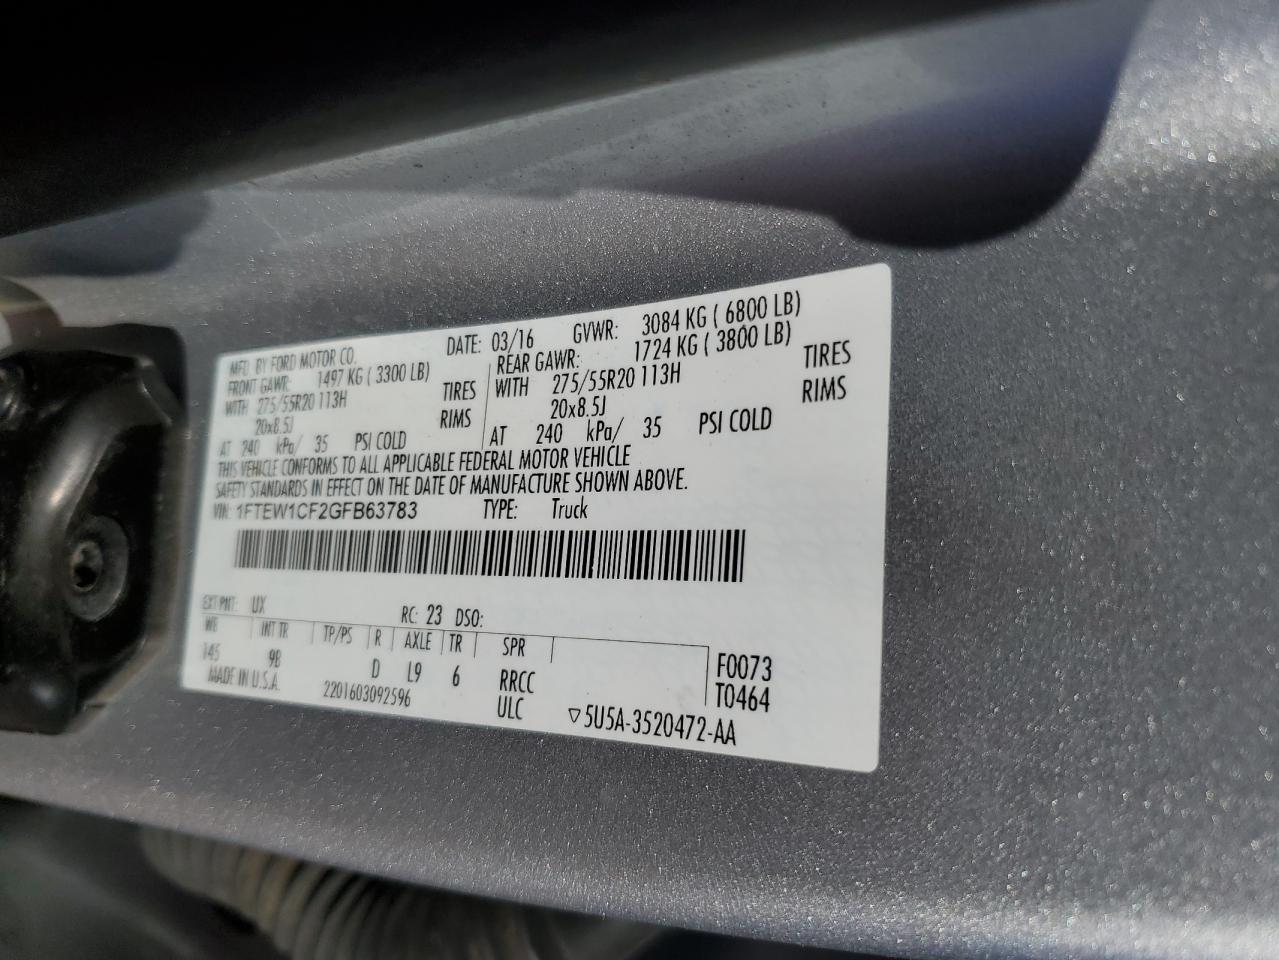 MFD. BY FORD MOTOR CO.
DATE: 03/16 GVWR: 3084 KG ( 6800 LB)
FRONT GAWR: 1497 KG ( 3300 LB)
REAR GAWR: 1724 KG ( 3800 LB)
WITH 275/55R20 113H TIRES
WITH 275/55R20 113H TIRES
20x8.5J RIMS
20x8.5J RIMS
AT 240 kPa/ 35 PSI COLD
AT 240 kPa/ 35 PSI COLD
THIS VEHICLE CONFORMS TO ALL APPLICABLE FEDERAL MOTOR VEHICLE
SAFETY STANDARDS IN EFFECT ON THE DATE OF MANUFACTURE SHOWN ABOVE.
VIN: 1FTEW1CF2GFB63783 TYPE: Truck
EXT PNT: UX RC: 23 DSO:
WB INT TR TP/PS R AXLE TR SPR
145 9B D L9 6 RRCC F0073
MADE IN U.S.A. 2201603092596 ULC T0464
▽5U5A-3520472-AA